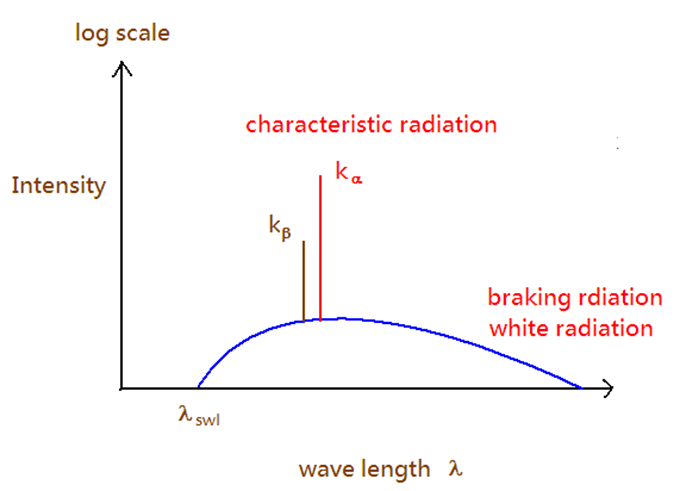 log scale
characteristic radiation
Intensity
kα
kβ
braking rdiation
white radiation
λswl
wave length λ